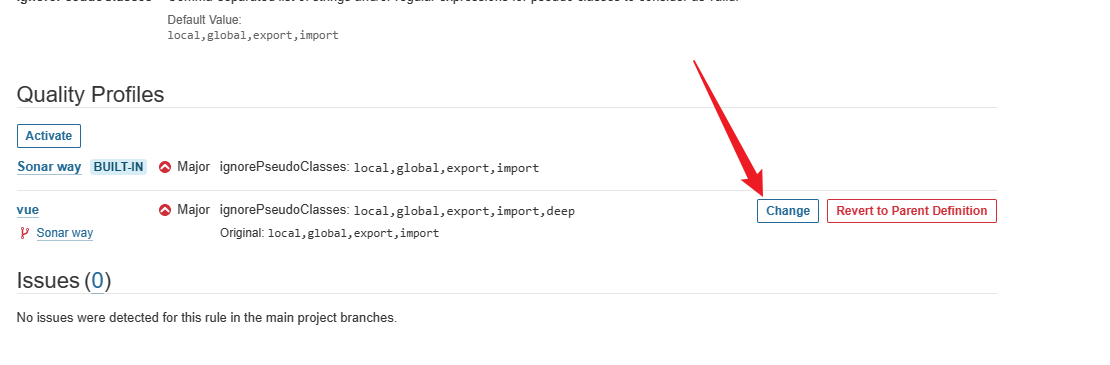 Default Value:
local,global,export,import
Quality Profiles
Activate
Sonar way BUILT-IN Major ignorePseudoClasses: local,global,export,import
vue Major ignorePseudoClasses: local,global,export,import,deep Change Revert to Parent Definition
Sonar way Original: local,global,export,import
Issues (0)
No issues were detected for this rule in the main project branches.